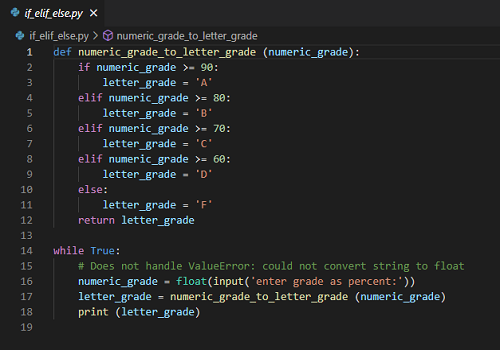 if_elif_else.py ×
if_elif_else.py > numeric_grade_to_letter_grade
1 def numeric_grade_to_letter_grade (numeric_grade):
2     if numeric_grade >= 90:
3         letter_grade = 'A'
4     elif numeric_grade >= 80:
5         letter_grade = 'B'
6     elif numeric_grade >= 70:
7         letter_grade = 'C'
8     elif numeric_grade >= 60:
9         letter_grade = 'D'
10     else:
11         letter_grade = 'F'
12     return letter_grade
13
14 while True:
15     # Does not handle ValueError: could not convert string to float
16     numeric_grade = float(input('enter grade as percent:'))
17     letter_grade = numeric_grade_to_letter_grade (numeric_grade)
18     print (letter_grade)
19